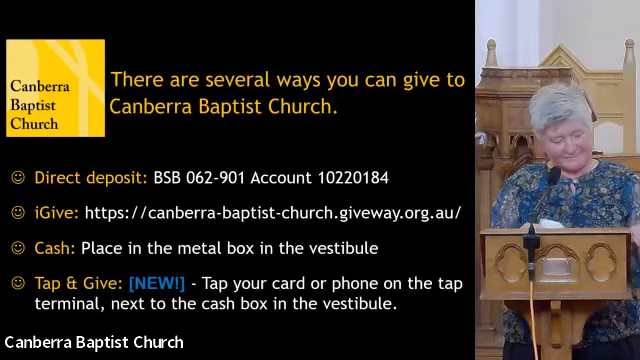 Canberra
Baptist
Church
There are several ways you can give to
Canberra Baptist Church.
☺ Direct deposit: BSB 062-901 Account 10220184
☺ iGive: https://canberra-baptist-church.giveway.org.au/
☺ Cash: Place in the metal box in the vestibule
☺ Tap & Give: [NEW!] - Tap your card or phone on the tap
terminal, next to the cash box in the vestibule.
Canberra Baptist Church